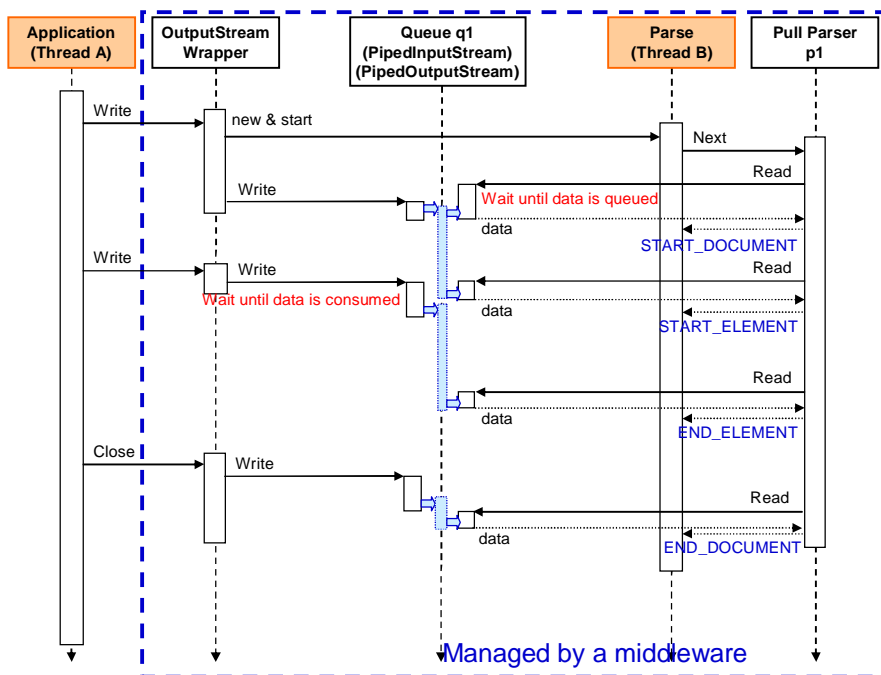 Application
(Thread A)
OutputStream
Wrapper
Queue q1
(PipedInputStream)
(PipedOutputStream)
Parse
(Thread B)
Pull Parser
p1
Write
new & start
Next
Read
Write
Wait until data is queued
data
START_DOCUMENT
Write
Write
Read
Wait until data is consumed
data
START_ELEMENT
Read
data
END_ELEMENT
Close
Write
Read
data
END_DOCUMENT
Managed by a middleware